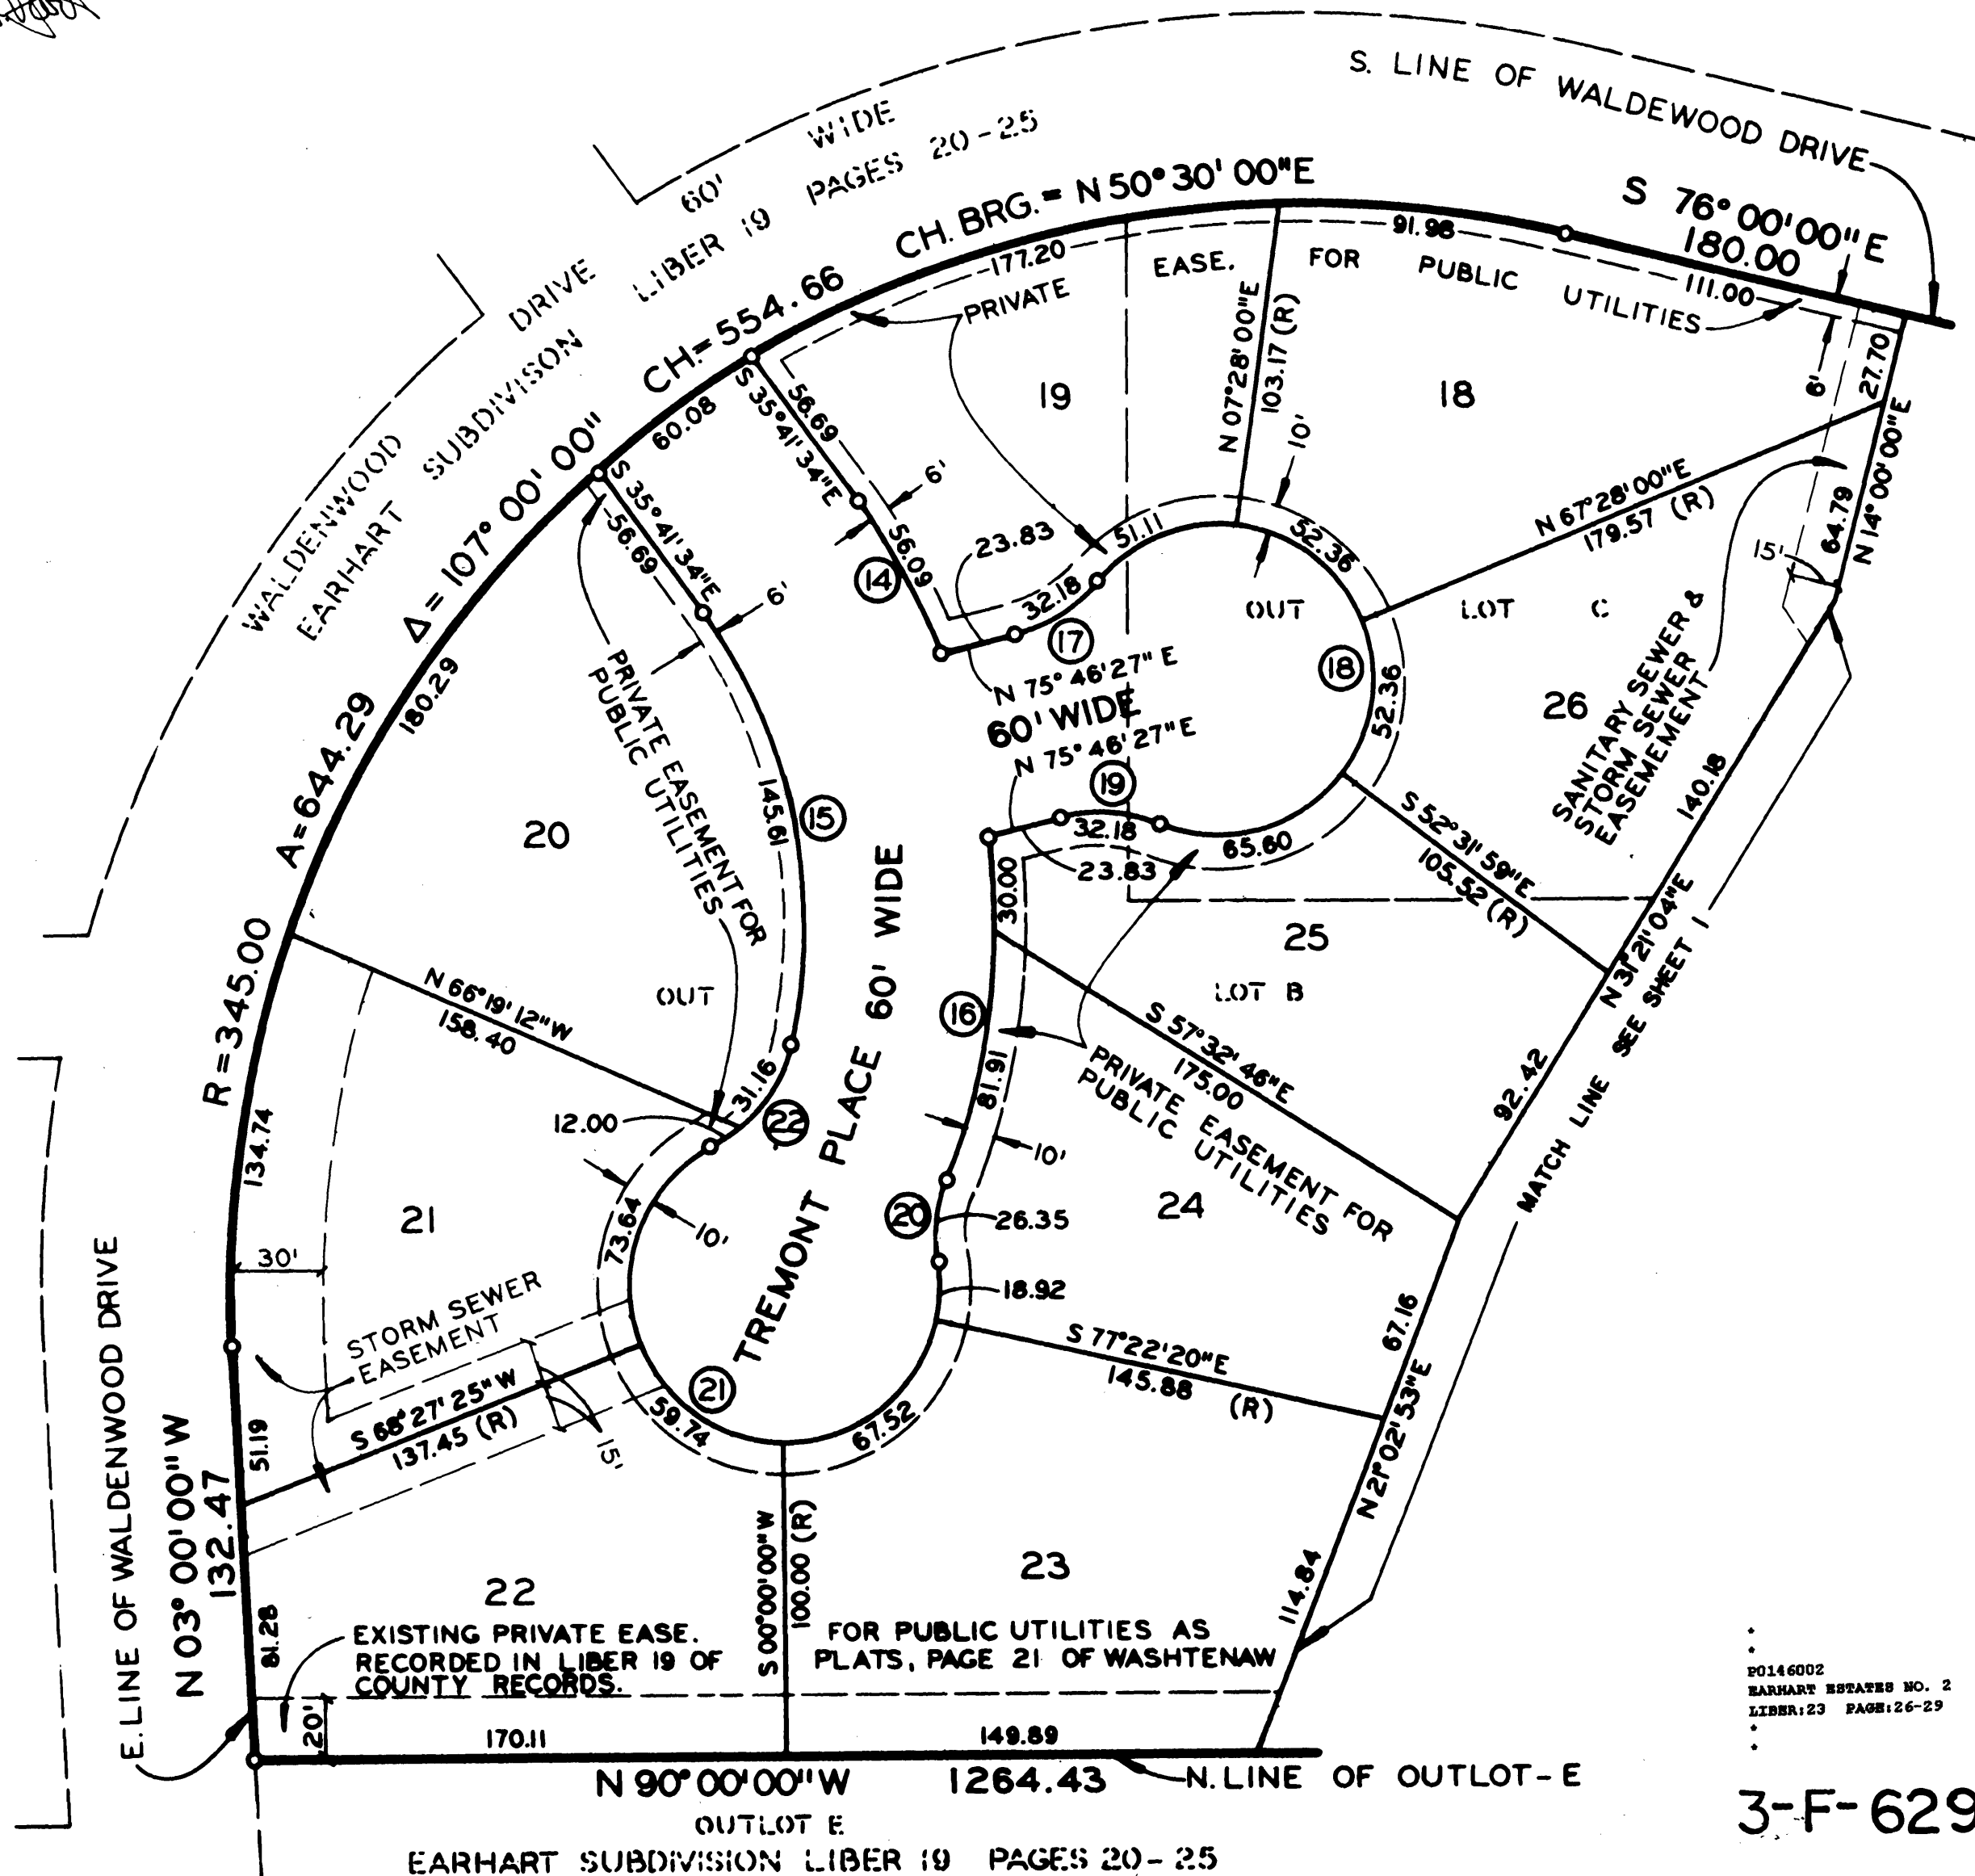 S. LINE OF WALDEWOOD DRIVE
WIDE
PAGES 20-25
60'
LIBER 19
DRIVE
SUBDIVISION
WALDENWOOD
EARHART
CH. BRG. = N 50° 30' 00" E
S 76° 00' 00" E
180.00
CH = 554.66
Δ = 107° 00' 00"
A = 644.29
R = 345.00
177.20
91.98
111.00
PRIVATE EASE. FOR PUBLIC UTILITIES
60.08
S 35° 41' 34" E
56.69
S 35° 41' 34" E
56.69
6'
6'
56.09
14
19
N 07° 28' 00" E
103.17 (R)
10'
18
6'
27.70
N 14° 00' 00" E
64.79
15'
N 67° 28' 00" E
179.57 (R)
23.83
51.11
52.36
32.18
17
OUT LOT C
18
52.36
N 75° 46' 27" E
60' WIDE
N 75° 46' 27" E
19
32.18
65.60
23.83
26
SANITARY SEWER &
STORM SEWER
EASEMEMENT
140.18
S 52° 31' 59" E
105.52 (R)
N 31° 21' 04" E
180.29
PRIVATE EASEMENT FOR
PUBLIC UTILITIES
20
145.61
15
30.00
25
LOT B
OUT
N 66° 19' 12" W
158.40
16
81.91
S 57° 32' 46" E
175.00
PRIVATE EASEMENT FOR
PUBLIC UTILITIES
92.42
MATCH LINE SEE SHEET 1
31.16
22
12.00
TREMONT PLACE 60' WIDE
10'
134.74
21
73.64
10'
20
26.35
18.92
24
67.16
S 77° 22' 20" E
145.88 (R)
N 21° 02' 53" E
30'
STORM SEWER
EASEMENT
S 68° 27' 25" W
137.45 (R)
21
59.74
67.52
15'
E. LINE OF WALDENWOOD DRIVE
N 03° 00' 00" W
132.47
51.19
81.28
22
S 00° 00' 00" W
100.00 (R)
23
114.84
EXISTING PRIVATE EASE. FOR PUBLIC UTILITIES AS
RECORDED IN LIBER 19 OF PLATS, PAGE 21 OF WASHTENAW
COUNTY RECORDS.
20'
170.11
149.89
N 90° 00' 00" W 1264.43
N. LINE OF OUTLOT-E
OUTLOT E
EARHART SUBDIVISION LIBER 19 PAGES 20-25
P0146002
EARHART ESTATES NO. 2
LIBER:23 PAGE:26-29
3-F-629